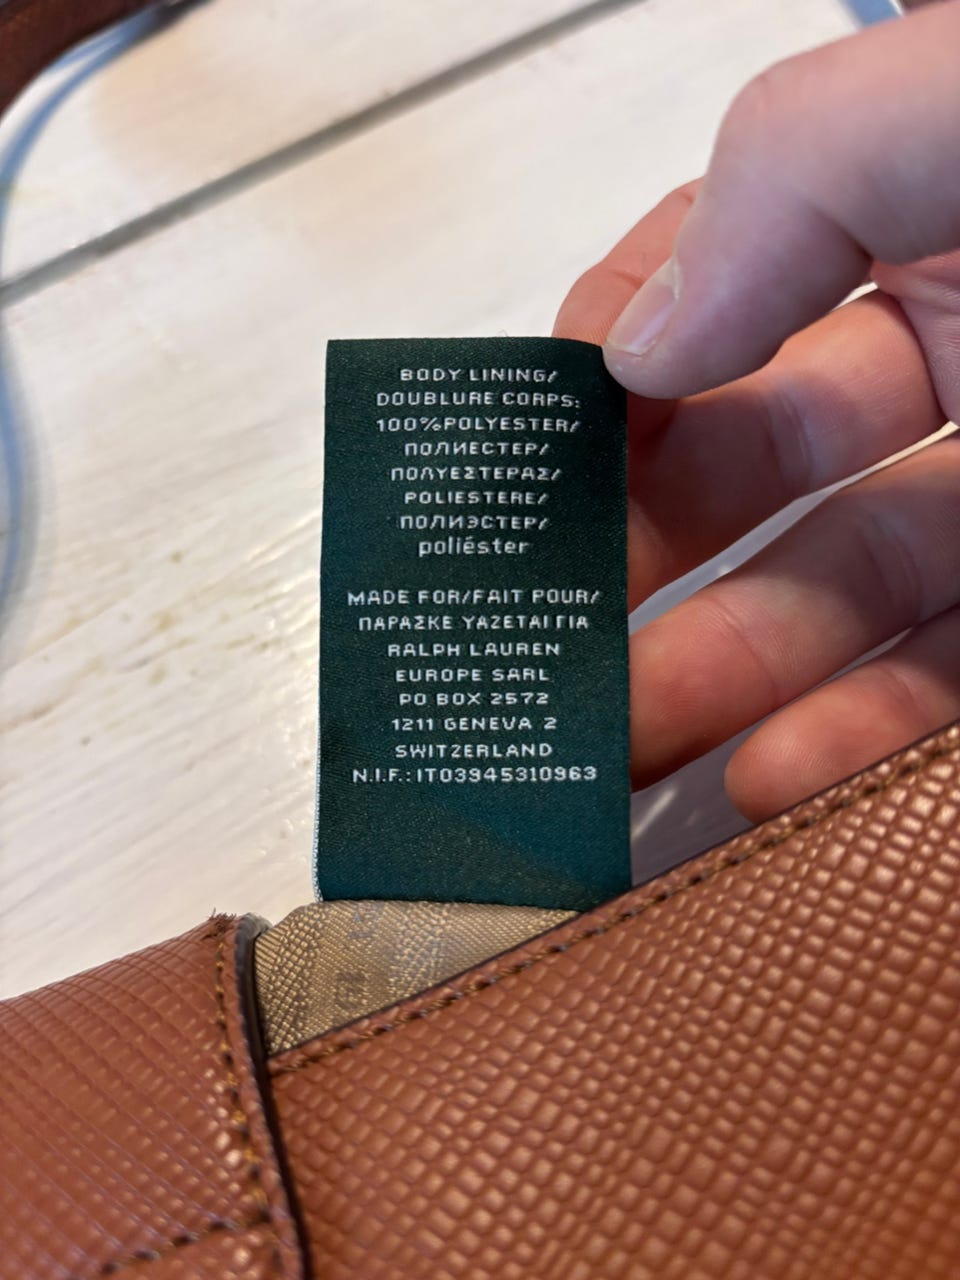 BODY LINING/
DOUBLURE CORPS:
100%POLYESTER/
ПОЛИЕСТЕР/
ΠΟΛΥΕΣΤΕΡΑΣ/
POLIESTERE/
ПОЛИЭСТЕР/
poliéster
MADE FOR/FAIT POUR/
ΠΑΡΑΣΚΕ ΥΑΖΕΤΑΙ ΓΙΑ
RALPH LAUREN
EUROPE SARL
PO BOX 2572
1211 GENEVA 2
SWITZERLAND
N.I.F.: IT03945310963